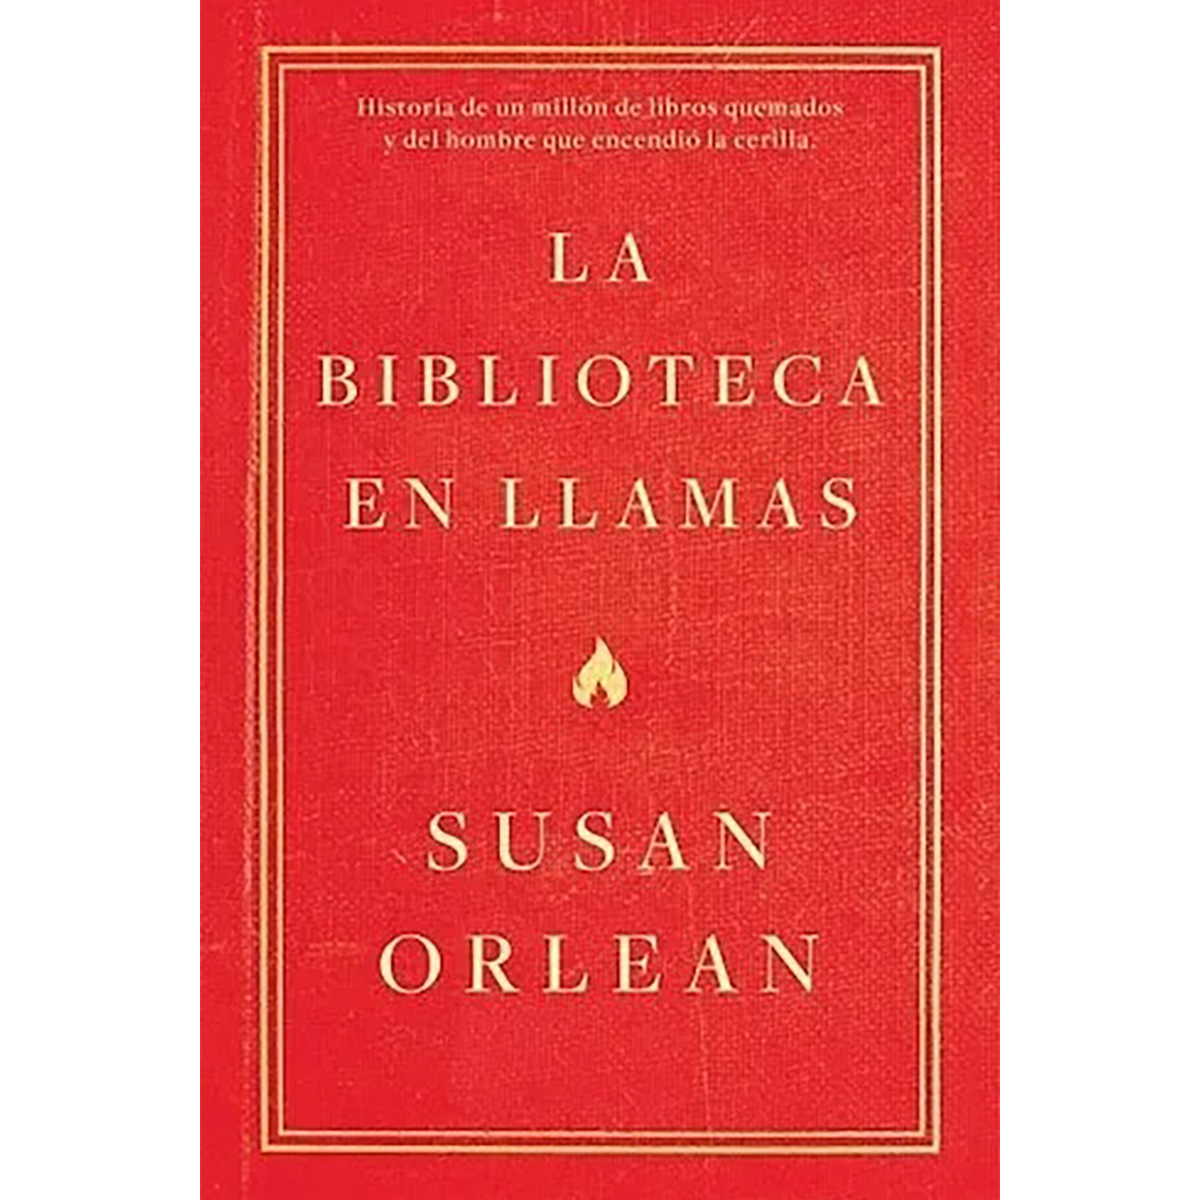 Historia de un millón de libros quemados
y del hombre que encendió la cerilla.
LA
BIBLIOTECA
EN LLAMAS
SUSAN
ORLEAN